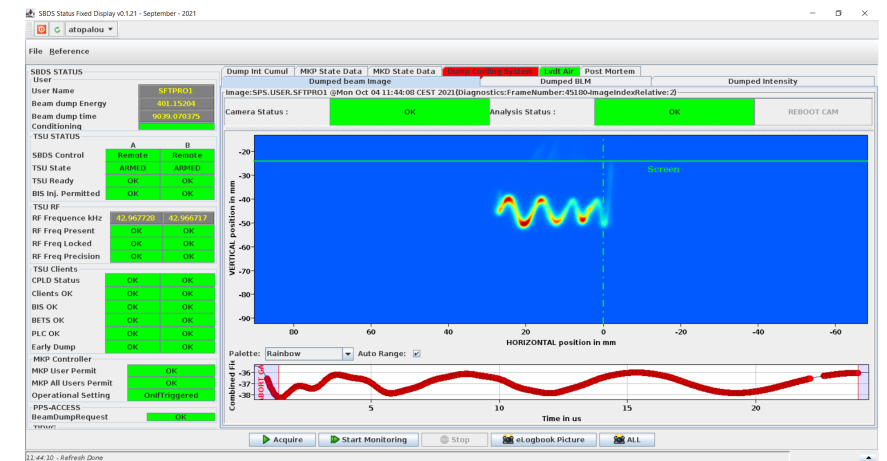 SBDS Status Fixed Display v0.1.21 - September - 2021
atopalou
File Reference
SBDS STATUS
User
User Name SFTPRO1
Beam dump Energy 401.15204
Beam dump time 9039.070375
Conditioning
TSU STATUS
A B
SBDS Control Remote Remote
TSU State ARMED ARMED
TSU Ready OK OK
BIS Inj. Permitted OK OK
TSU RF
RF Frequence kHz 42.967728 42.966717
RF Freq Present OK OK
RF Freq Locked OK OK
RF Freq Precision OK OK
TSU Clients
CPLD Status OK OK
Clients OK OK OK
BIS OK OK OK
BETS OK OK OK
PLC OK OK OK
Early Dump OK OK
MKP Controller
MKP User Permit OK
MKP All Users Permit OK
Operational Setting OnIfTriggered
PPS-ACCESS
BeamDumpRequest OK
Dump Int Cumul MKP State Data MKD State Data Dump Cooling System Lvdt Air Post Mortem
Dumped beam Image Dumped BLM Dumped Intensity
Image:SPS.USER.SFTPRO1 @Mon Oct 04 11:44:08 CEST 2021(Diagnostics:FrameNumber:45180-ImageIndexRelative:2)
Camera Status : OK Analysis Status : OK REBOOT CAM
Screen
VERTICAL position in mm
-20
-30
-40
-50
-60
-70
-80
-90
80 60 40 20 0 -20 -40 -60
HORIZONTAL position in mm
Palette: Rainbow Auto Range:
Combined Fi
-36
-37
-38
ABORT GA
5 10 15 20
Time in us
Acquire Start Monitoring Stop eLogbook Picture ALL
11:44:10 - Refresh Done